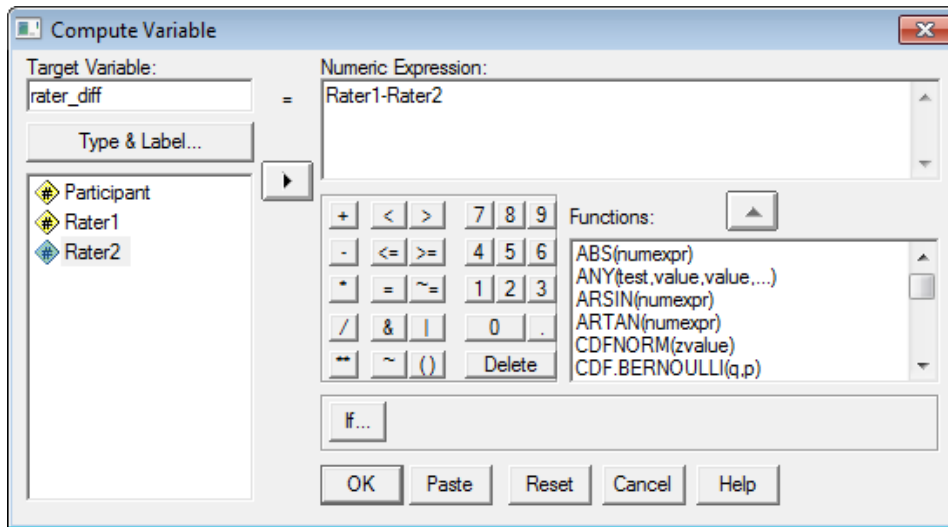 Compute Variable
Target Variable:
rater_diff
=
Numeric Expression:
Rater1-Rater2
Type & Label...
# Participant
# Rater1
# Rater2
+ < > 7 8 9
- <= >= 4 5 6
* = ~= 1 2 3
/ & | 0 .
** ~ () Delete
Functions:
ABS(numexpr)
ANY(test,value,value,...)
ARSIN(numexpr)
ARTAN(numexpr)
CDFNORM(zvalue)
CDF.BERNOULLI(q,p)
If...
OK Paste Reset Cancel Help